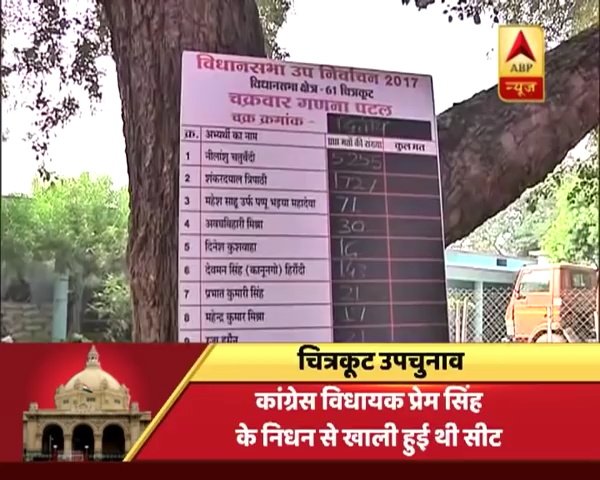 विधानसभा उप निर्वाचन 2017
विधानसभा क्षेत्र - 61 चित्रकूट
चक्रवार गणना पटल
चक्र क्रमांक -
क्र. अभ्यर्थी का नाम प्राप्त मतों की संख्या कुल मत
1 नीलांशु चतुर्वेदी 5255
2 शंकरदयाल त्रिपाठी 1721
3 महेश साहू उर्फ पप्पू भइया महादेवा 71
4 अवधबिहारी मिश्रा 30
5 दिनेश कुशवाहा 16
6 देवमन सिंह (कानूनगो) हिरौंदी
7 प्रभात कुमारी सिंह 21
8 महेन्द्र कुमार मिश्रा 17
9
ABP
न्यूज़
चित्रकूट उपचुनाव
कांग्रेस विधायक प्रेम सिंह
के निधन से खाली हुई थी सीट